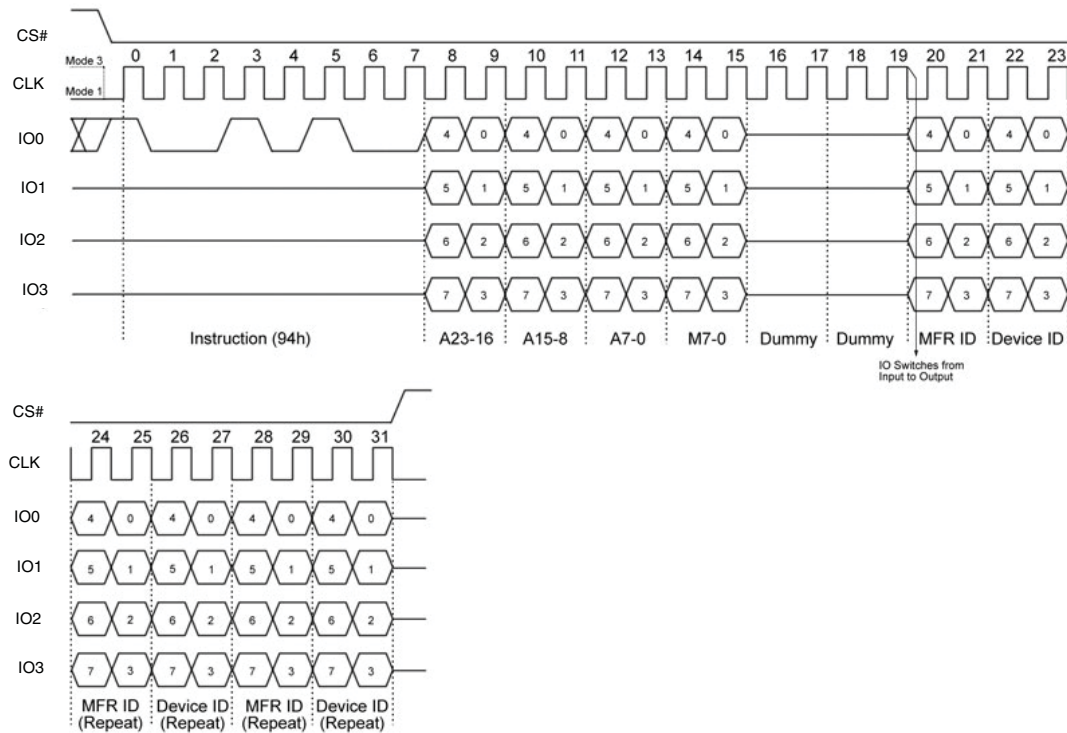 CS#
Mode 3
CLK
Mode 1
0 1 2 3 4 5 6 7 8 9 10 11 12 13 14 15 16 17 18 19 20 21 22 23
IO0 4 0 4 0 4 0 4 0 4 0 4 0
IO1 5 1 5 1 5 1 5 1 5 1 5 1
IO2 6 2 6 2 6 2 6 2 6 2 6 2
IO3 7 3 7 3 7 3 7 3 7 3 7 3
Instruction (94h) A23-16 A15-8 A7-0 M7-0 Dummy Dummy MFR ID Device ID
IO Switches from
Input to Output
CS#
24 25 26 27 28 29 30 31
CLK
IO0 4 0 4 0 4 0 4 0
IO1 5 1 5 1 5 1 5 1
IO2 6 2 6 2 6 2 6 2
IO3 7 3 7 3 7 3 7 3
MFR ID Device ID MFR ID Device ID
(Repeat) (Repeat) (Repeat) (Repeat)